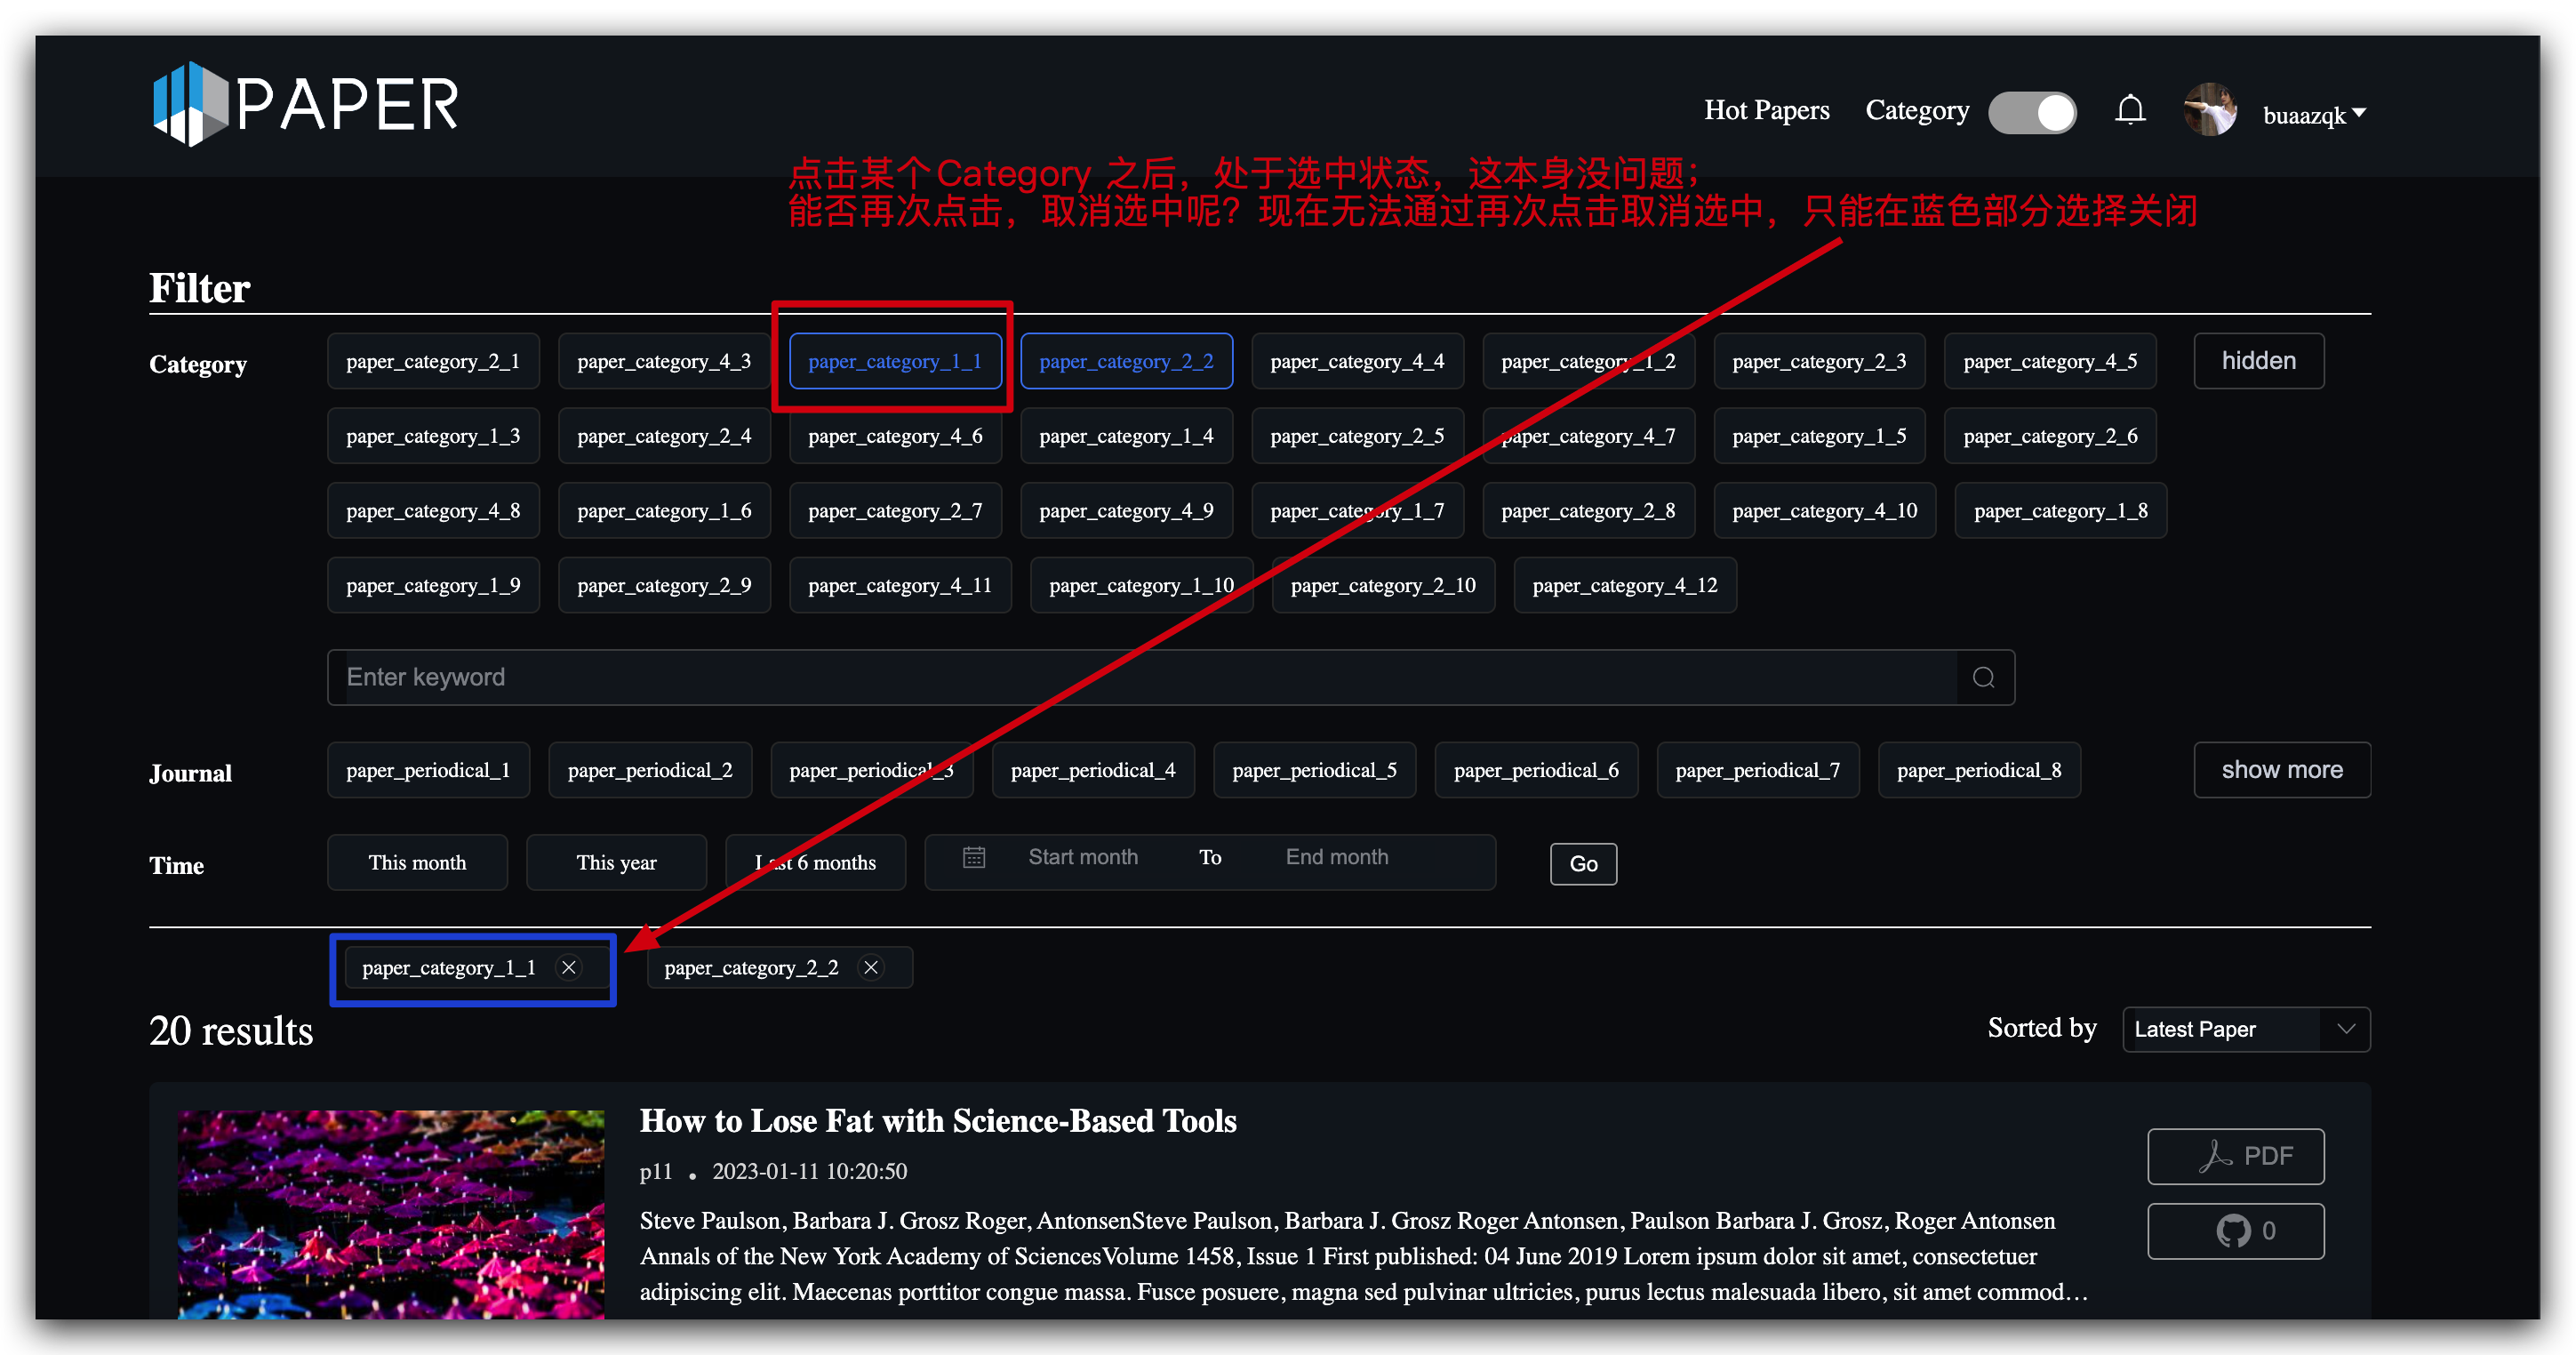 PAPER
Hot Papers Category buaazqk
点击某个Category 之后，处于选中状态，这本身没问题；
能否再次点击，取消选中呢？现在无法通过再次点击取消选中，只能在蓝色部分选择关闭
Filter
Category paper_category_2_1 paper_category_4_3 paper_category_1_1 paper_category_2_2 paper_category_4_4 paper_category_1_2 paper_category_2_3 paper_category_4_5 hidden
paper_category_1_3 paper_category_2_4 paper_category_4_6 paper_category_1_4 paper_category_2_5 paper_category_4_7 paper_category_1_5 paper_category_2_6
paper_category_4_8 paper_category_1_6 paper_category_2_7 paper_category_4_9 paper_category_1_7 paper_category_2_8 paper_category_4_10 paper_category_1_8
paper_category_1_9 paper_category_2_9 paper_category_4_11 paper_category_1_10 paper_category_2_10 paper_category_4_12
Enter keyword
Journal paper_periodical_1 paper_periodical_2 paper_periodical_3 paper_periodical_4 paper_periodical_5 paper_periodical_6 paper_periodical_7 paper_periodical_8 show more
Time This month This year Last 6 months Start month To End month Go
paper_category_1_1 paper_category_2_2
20 results Sorted by Latest Paper
How to Lose Fat with Science-Based Tools
p11 • 2023-01-11 10:20:50
PDF
Steve Paulson, Barbara J. Grosz Roger, AntonsenSteve Paulson, Barbara J. Grosz Roger Antonsen, Paulson Barbara J. Grosz, Roger Antonsen
Annals of the New York Academy of SciencesVolume 1458, Issue 1 First published: 04 June 2019 Lorem ipsum dolor sit amet, consectetuer
adipiscing elit. Maecenas porttitor congue massa. Fusce posuere, magna sed pulvinar ultricies, purus lectus malesuada libero, sit amet commod…
0